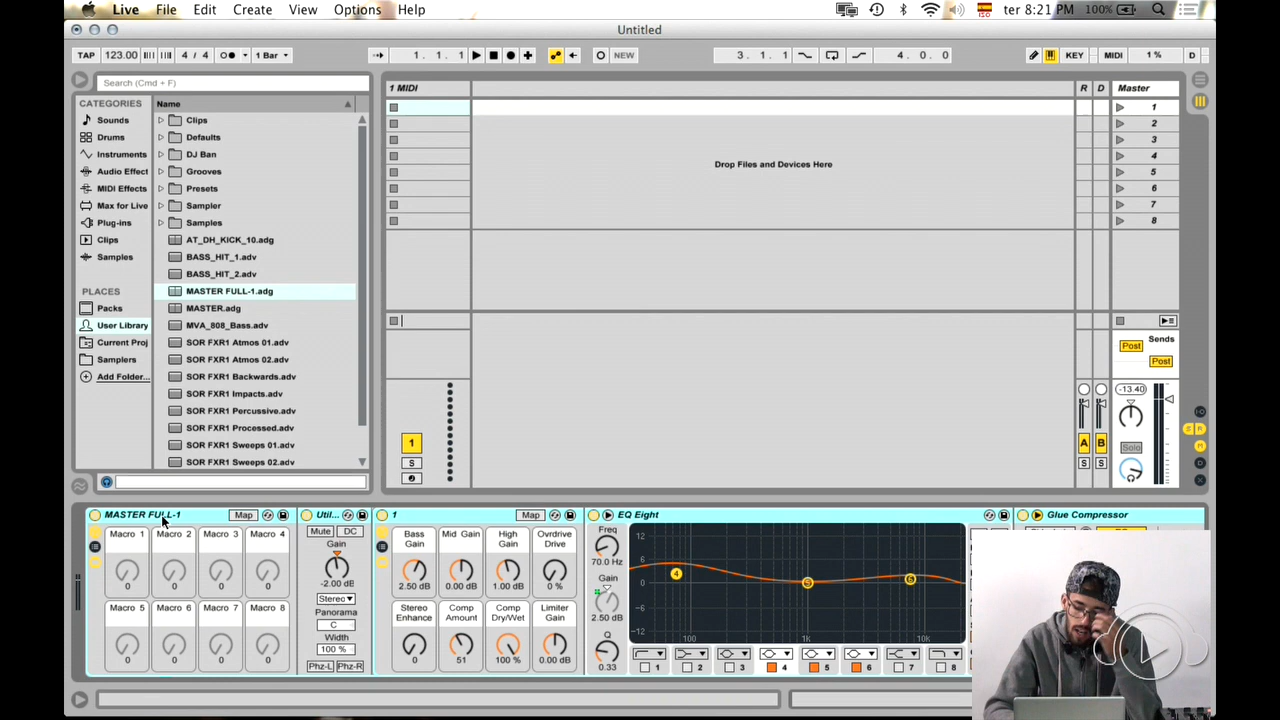 Live File Edit Create View Options Help ISO ter 8:21 PM 100%
Untitled
TAP 123.00 4 / 4 1 Bar 1. 1. 1 NEW 3. 1. 1 4. 0. 0 KEY MIDI 1 % D
Search (Cmd + F)
CATEGORIES
Sounds
Drums
Instruments
Audio Effect
MIDI Effects
Max for Live
Plug-ins
Clips
Samples
PLACES
Packs
User Library
Current Proj
Samplers
Add Folder...
Name
Clips
Defaults
DJ Ban
Grooves
Presets
Sampler
Samples
AT_DH_KICK_10.adg
BASS_HIT_1.adv
BASS_HIT_2.adv
MASTER FULL-1.adg
MASTER.adg
MVA_808_Bass.adv
SOR FXR1 Atmos 01.adv
SOR FXR1 Atmos 02.adv
SOR FXR1 Backwards.adv
SOR FXR1 Impacts.adv
SOR FXR1 Percussive.adv
SOR FXR1 Processed.adv
SOR FXR1 Sweeps 01.adv
SOR FXR1 Sweeps 02.adv
1 MIDI
Drop Files and Devices Here
1
S
R D
A B
S S
Master
1
2
3
4
5
6
7
8
Sends
Post
Post
-13.40
Solo
MASTER FULL-1 Map
Macro 1 Macro 2 Macro 3 Macro 4
0 0 0 0
Macro 5 Macro 6 Macro 7 Macro 8
0 0 0 0
Util...
Mute DC
Gain
-2.00 dB
Stereo
Panorama
C
Width
100 %
Phz-L Phz-R
1 Map
Bass Gain Mid Gain High Gain Ovrdrive Drive
2.50 dB 0.00 dB 1.00 dB 0 %
Stereo Enhance Comp Amount Comp Dry/Wet Limiter Gain
0 51 100 % 0.00 dB
EQ Eight
Freq
70.0 Hz
Gain
2.50 dB
Q
0.33
12
6
0
-6
-12
4 5 6
100 1K 10K
1 2 3 4 5 6 7 8
Glue Compressor